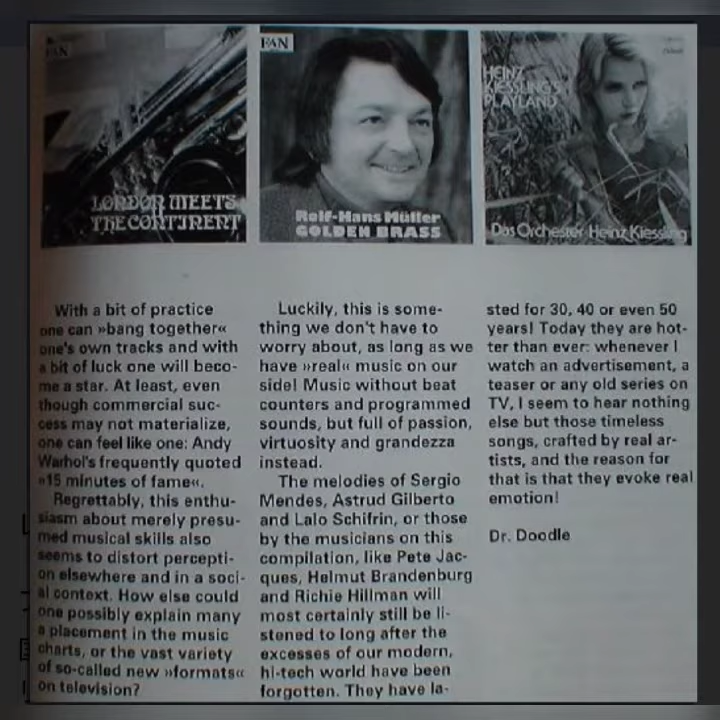 FAN
LONDON MEETS
THE CONTINENT
FAN
Rolf-Hans Müller
GOLDEN BRASS
HEINZ
KIESSLING'S
PLAYLAND
Das Orchester Heinz Kiessling
With a bit of practice
one can »bang together«
one's own tracks and with
a bit of luck one will beco-
me a star. At least, even
though commercial suc-
cess may not materialize,
one can feel like one: Andy
Warhol's frequently quoted
»15 minutes of fame«.
Regrettably, this enthu-
siasm about merely presu-
med musical skills also
seems to distort percepti-
on elsewhere and in a soci-
al context. How else could
one possibly explain many
a placement in the music
charts, or the vast variety
of so-called new »formats«
on television?
Luckily, this is some-
thing we don't have to
worry about, as long as we
have »real« music on our
side! Music without beat
counters and programmed
sounds, but full of passion,
virtuosity and grandezza
instead.
The melodies of Sergio
Mendes, Astrud Gilberto
and Lalo Schifrin, or those
by the musicians on this
compilation, like Pete Jac-
ques, Helmut Brandenburg
and Richie Hillman will
most certainly still be li-
stened to long after the
excesses of our modern,
hi-tech world have been
forgotten. They have la-
sted for 30, 40 or even 50
years! Today they are hot-
ter than ever: whenever I
watch an advertisement, a
teaser or any old series on
TV, I seem to hear nothing
else but those timeless
songs, crafted by real ar-
tists, and the reason for
that is that they evoke real
emotion!
Dr. Doodle